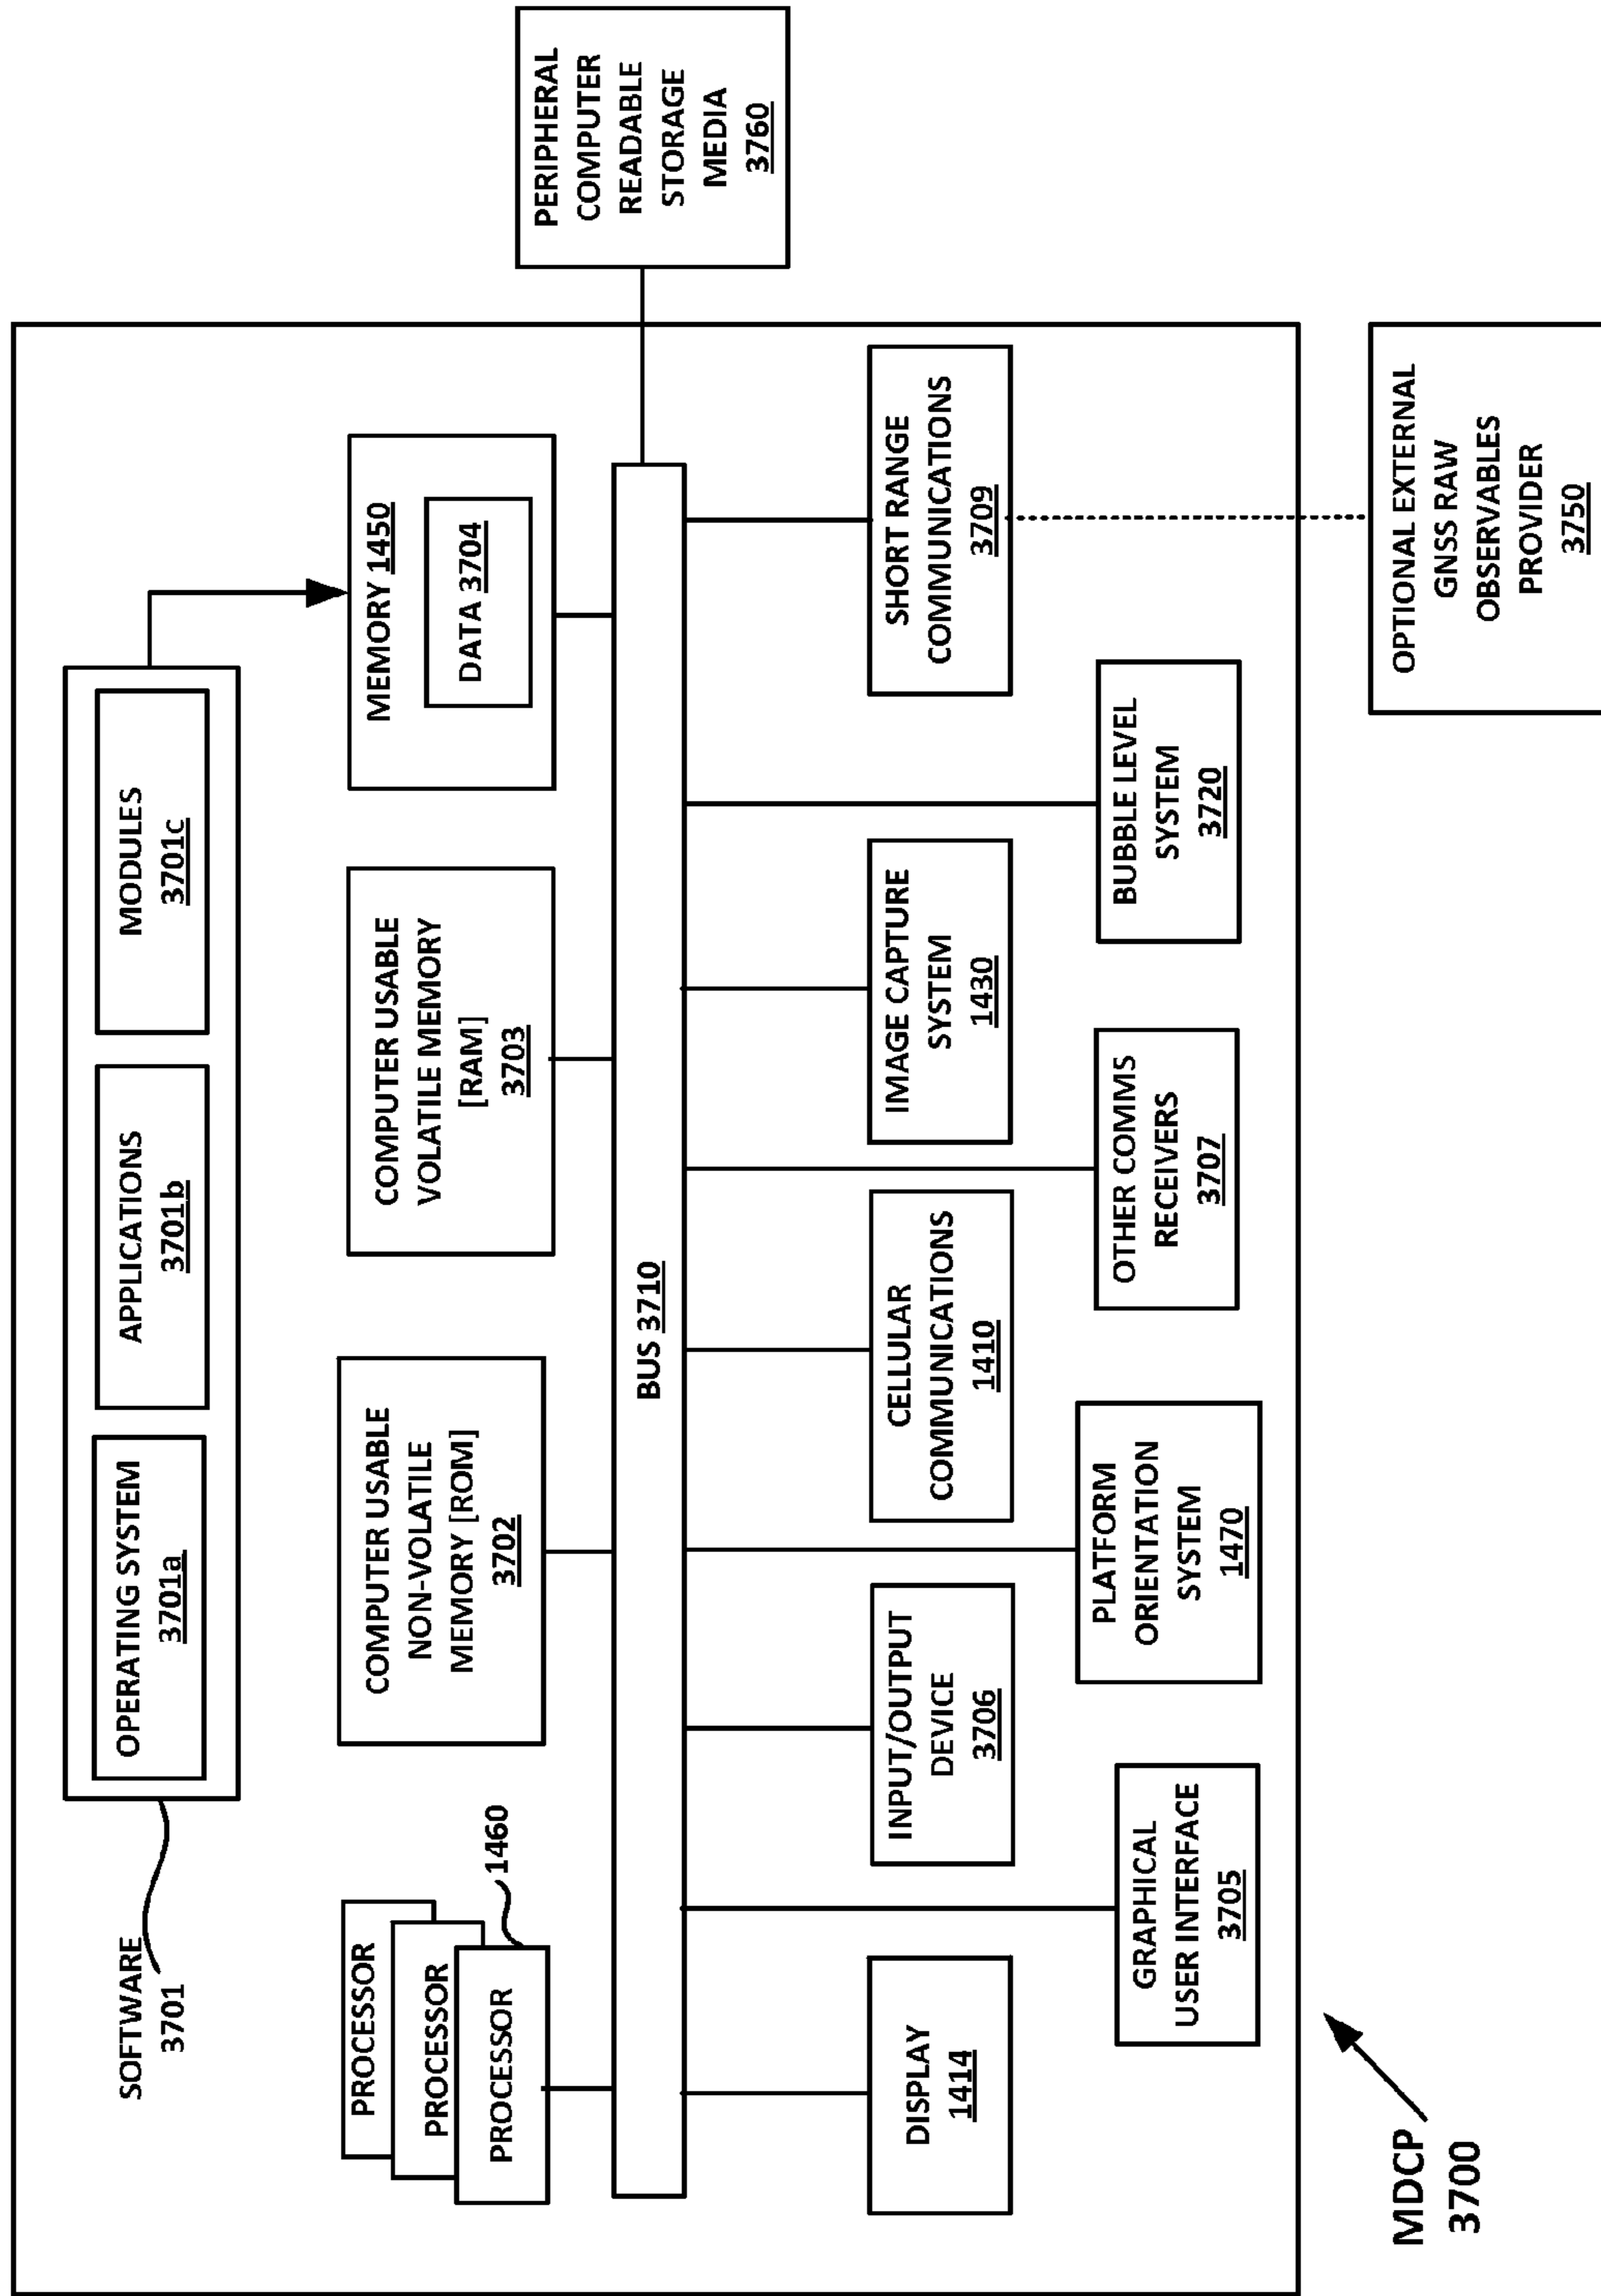 SOFTWARE
3701
OPERATING SYSTEM
3701a
APPLICATIONS
3701b
MODULES
3701c
PROCESSOR
PROCESSOR
PROCESSOR
1460
COMPUTER USABLE
NON-VOLATILE
MEMORY [ROM]
3702
COMPUTER USABLE
VOLATILE MEMORY
[RAM]
3703
MEMORY 1450
DATA 3704
BUS 3710
PERIPHERAL
COMPUTER
READABLE
STORAGE
MEDIA
3760
DISPLAY
1414
INPUT/OUTPUT
DEVICE
3706
CELLULAR
COMMUNICATIONS
1410
IMAGE CAPTURE
SYSTEM
1430
SHORT RANGE
COMMUNICATIONS
3709
GRAPHICAL
USER INTERFACE
3705
PLATFORM
ORIENTATION
SYSTEM
1470
OTHER COMMS
RECEIVERS
3707
BUBBLE LEVEL
SYSTEM
3720
MDCP
3700
OPTIONAL EXTERNAL
GNSS RAW
OBSERVABLES
PROVIDER
3750